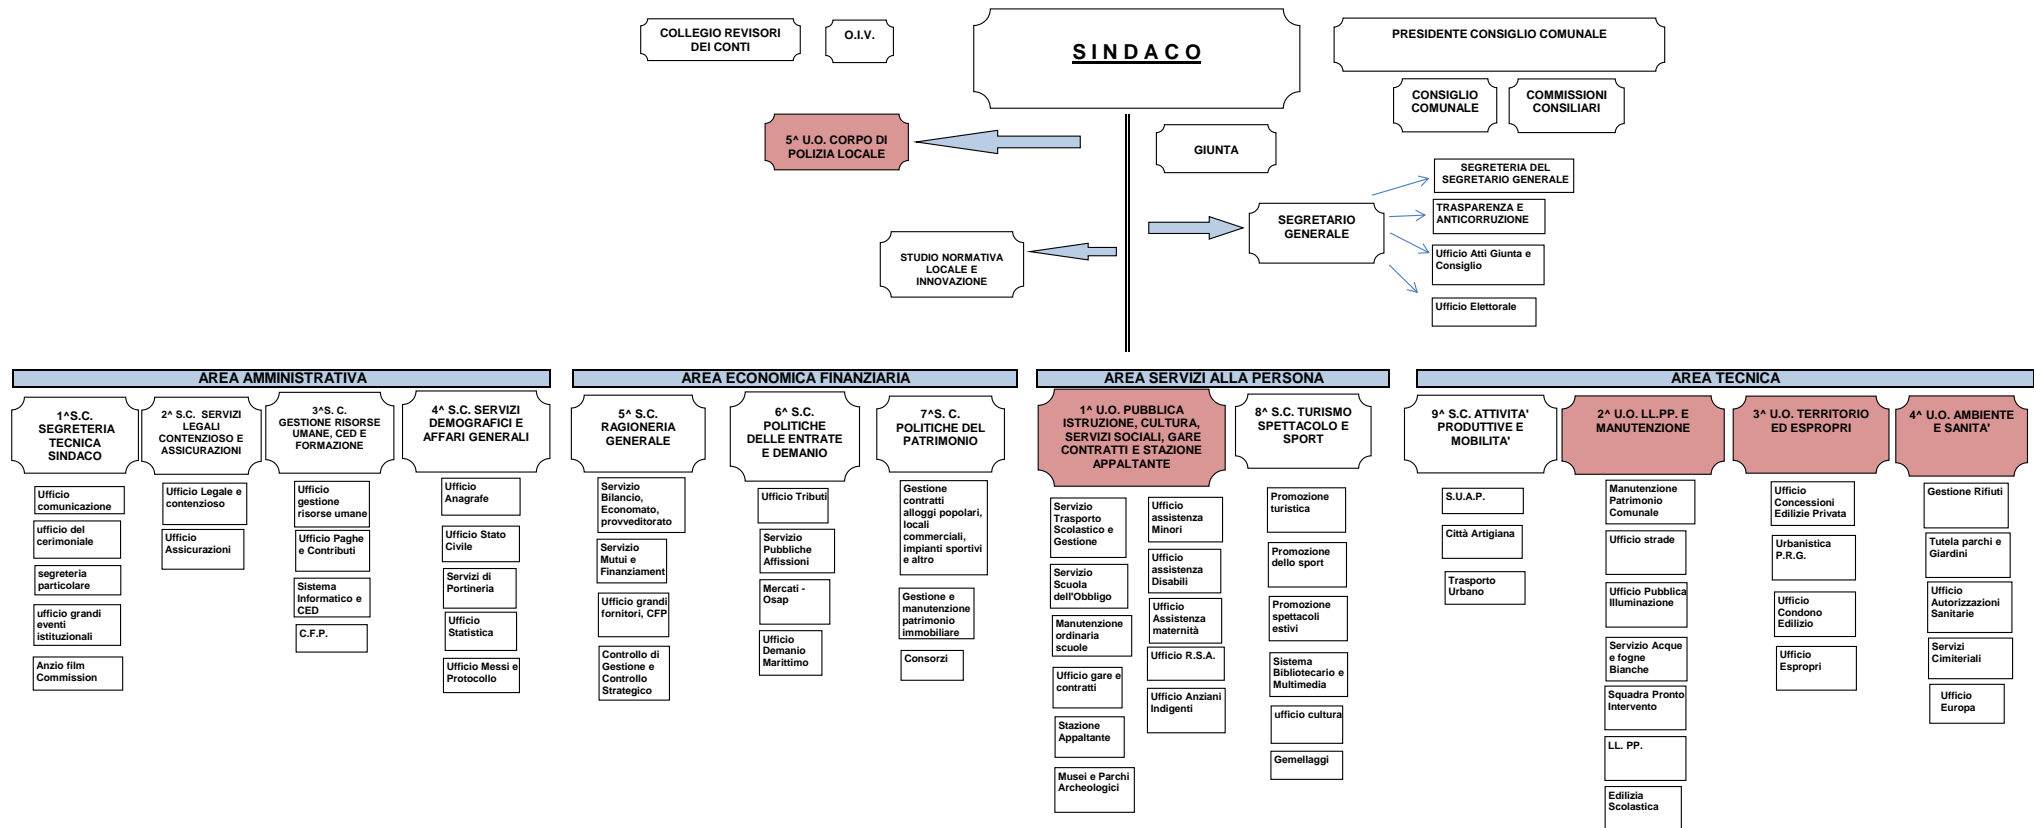 COLLEGIO REVISORI
DEI CONTI
O.I.V.
S I N D A C O
PRESIDENTE CONSIGLIO COMUNALE
CONSIGLIO
COMUNALE
COMMISSIONI
CONSILIARI
5^ U.O. CORPO DI
POLIZIA LOCALE
GIUNTA
SEGRETERIA DEL
SEGRETARIO GENERALE
TRASPARENZA E
ANTICORRUZIONE
SEGRETARIO
GENERALE
STUDIO NORMATIVA
LOCALE E
INNOVAZIONE
Ufficio Atti Giunta e
Consiglio
Ufficio Elettorale
AREA AMMINISTRATIVA
1^S.C.
SEGRETERIA
TECNICA
SINDACO
Ufficio
comunicazione
ufficio del
cerimoniale
segreteria
particolare
ufficio grandi
eventi
istituzionali
Anzio film
Commission
2^ S.C. SERVIZI
LEGALI
CONTENZIOSO E
ASSICURAZIONI
Ufficio Legale e
contenzioso
Ufficio
Assicurazioni
3^S. C.
GESTIONE RISORSE
UMANE, CED E
FORMAZIONE
Ufficio
gestione
risorse umane
Ufficio Paghe
e Contributi
Sistema
Informatico e
CED
C.F.P.
4^ S.C. SERVIZI
DEMOGRAFICI E
AFFARI GENERALI
Ufficio
Anagrafe
Ufficio Stato
Civile
Servizi di
Portineria
Ufficio
Statistica
Ufficio Messi e
Protocollo
AREA ECONOMICA FINANZIARIA
5^ S.C.
RAGIONERIA
GENERALE
Servizio
Bilancio,
Economato,
provveditorato
Servizio
Mutui e
Finanziament
Ufficio grandi
fornitori, CFP
Controllo di
Gestione e
Controllo
Strategico
6^ S.C.
POLITICHE
DELLE ENTRATE
E DEMANIO
Ufficio Tributi
Servizio
Pubbliche
Affissioni
Mercati -
Osap
Ufficio
Demanio
Marittimo
7^S. C.
POLITICHE DEL
PATRIMONIO
Gestione
contratti
alloggi popolari,
locali
commerciali,
impianti sportivi
e altro
Gestione e
manutenzione
patrimonio
immobiliare
Consorzi
AREA SERVIZI ALLA PERSONA
1^ U.O. PUBBLICA
ISTRUZIONE, CULTURA,
SERVIZI SOCIALI, GARE
CONTRATTI E STAZIONE
APPALTANTE
Servizio
Trasporto
Scolastico e
Gestione
Servizio
Scuola
dell'Obbligo
Manutenzione
ordinaria
scuole
Ufficio gare e
contratti
Stazione
Appaltante
Musei e Parchi
Archeologici
Ufficio
assistenza
Minori
Ufficio
assistenza
Disabili
Ufficio
Assistenza
maternità
Ufficio R.S.A.
Ufficio Anziani
Indigenti
8^ S.C. TURISMO
SPETTACOLO E
SPORT
Promozione
turistica
Promozione
dello sport
Promozione
spettacoli
estivi
Sistema
Bibliotecario e
Multimedia
ufficio cultura
Gemellaggi
AREA TECNICA
9^ S.C. ATTIVITA'
PRODUTTIVE E
MOBILITA'
S.U.A.P.
Città Artigiana
Trasporto
Urbano
2^ U.O. LL.PP. E
MANUTENZIONE
Manutenzione
Patrimonio
Comunale
Ufficio strade
Ufficio Pubblica
Illuminazione
Servizio Acque
e fogne
Bianche
Squadra Pronto
Intervento
LL. PP.
Edilizia
Scolastica
3^ U.O. TERRITORIO
ED ESPROPRI
Ufficio
Concessioni
Edilizie Privata
Urbanistica
P.R.G.
Ufficio
Condono
Edilizio
Ufficio
Espropri
4^ U.O. AMBIENTE
E SANITA'
Gestione Rifiuti
Tutela parchi e
Giardini
Ufficio
Autorizzazioni
Sanitarie
Servizi
Cimiteriali
Ufficio
Europa